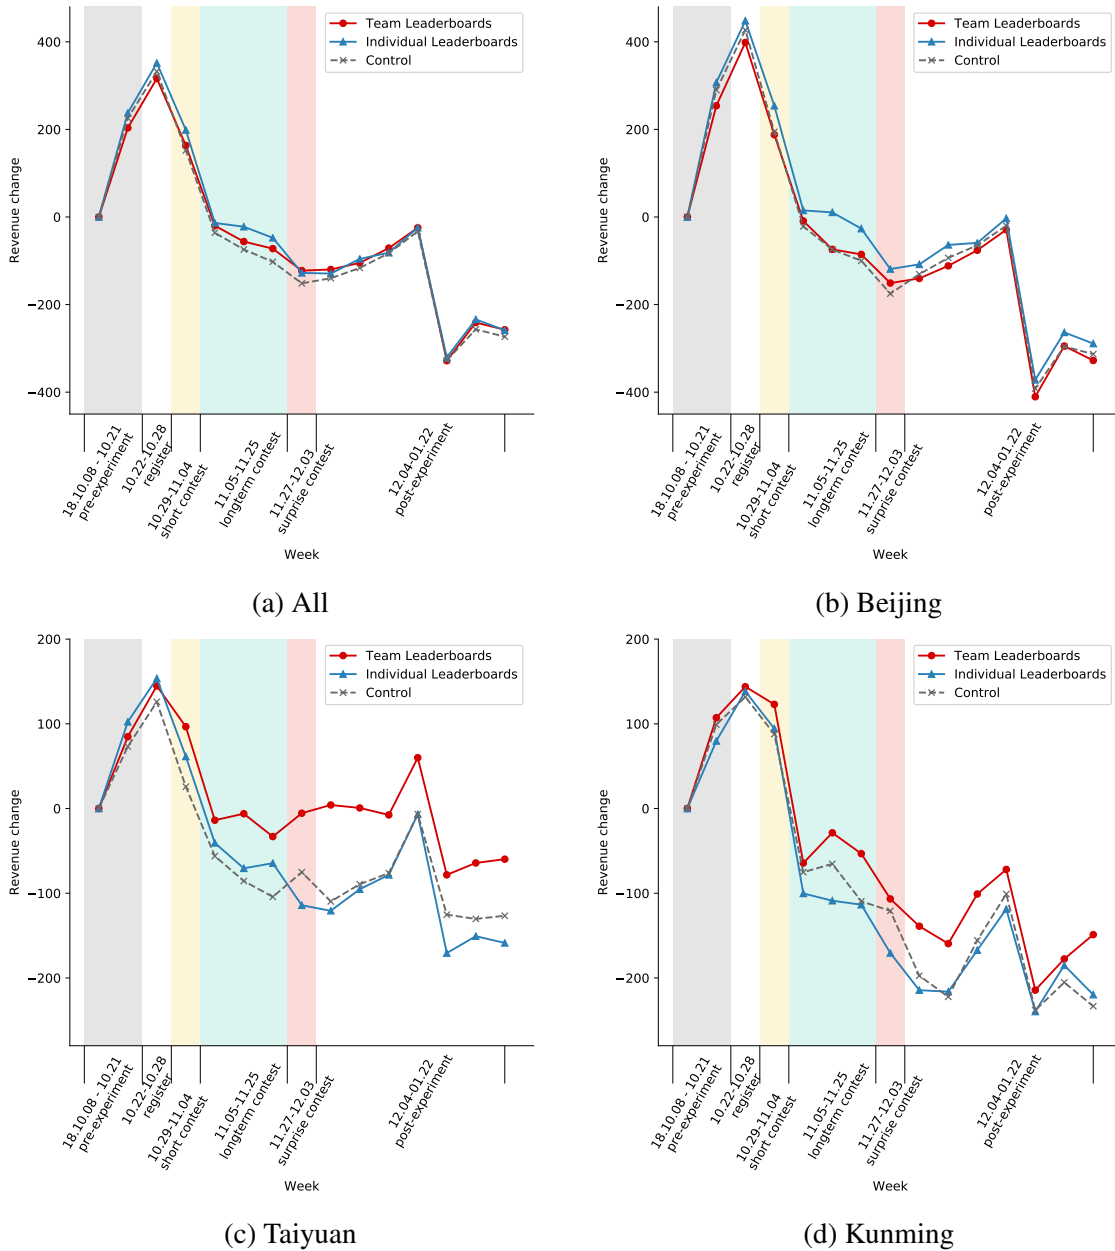 Team Leaderboards
Individual Leaderboards
Control
400
200
0
−200
−400
Revenue change
18.10.08 - 10.21
pre-experiment
10.22-10.28
register
10.29-11.04
short contest
11.05-11.25
longterm contest
11.27-12.03
surprise contest
12.04-01.22
post-experiment
Week
(a) All
Team Leaderboards
Individual Leaderboards
Control
400
200
0
−200
−400
Revenue change
18.10.08 - 10.21
pre-experiment
10.22-10.28
register
10.29-11.04
short contest
11.05-11.25
longterm contest
11.27-12.03
surprise contest
12.04-01.22
post-experiment
Week
(b) Beijing
Team Leaderboards
Individual Leaderboards
Control
200
100
0
−100
−200
Revenue change
18.10.08 - 10.21
pre-experiment
10.22-10.28
register
10.29-11.04
short contest
11.05-11.25
longterm contest
11.27-12.03
surprise contest
12.04-01.22
post-experiment
Week
(c) Taiyuan
Team Leaderboards
Individual Leaderboards
Control
200
100
0
−100
−200
Revenue change
18.10.08 - 10.21
pre-experiment
10.22-10.28
register
10.29-11.04
short contest
11.05-11.25
longterm contest
11.27-12.03
surprise contest
12.04-01.22
post-experiment
Week
(d) Kunming